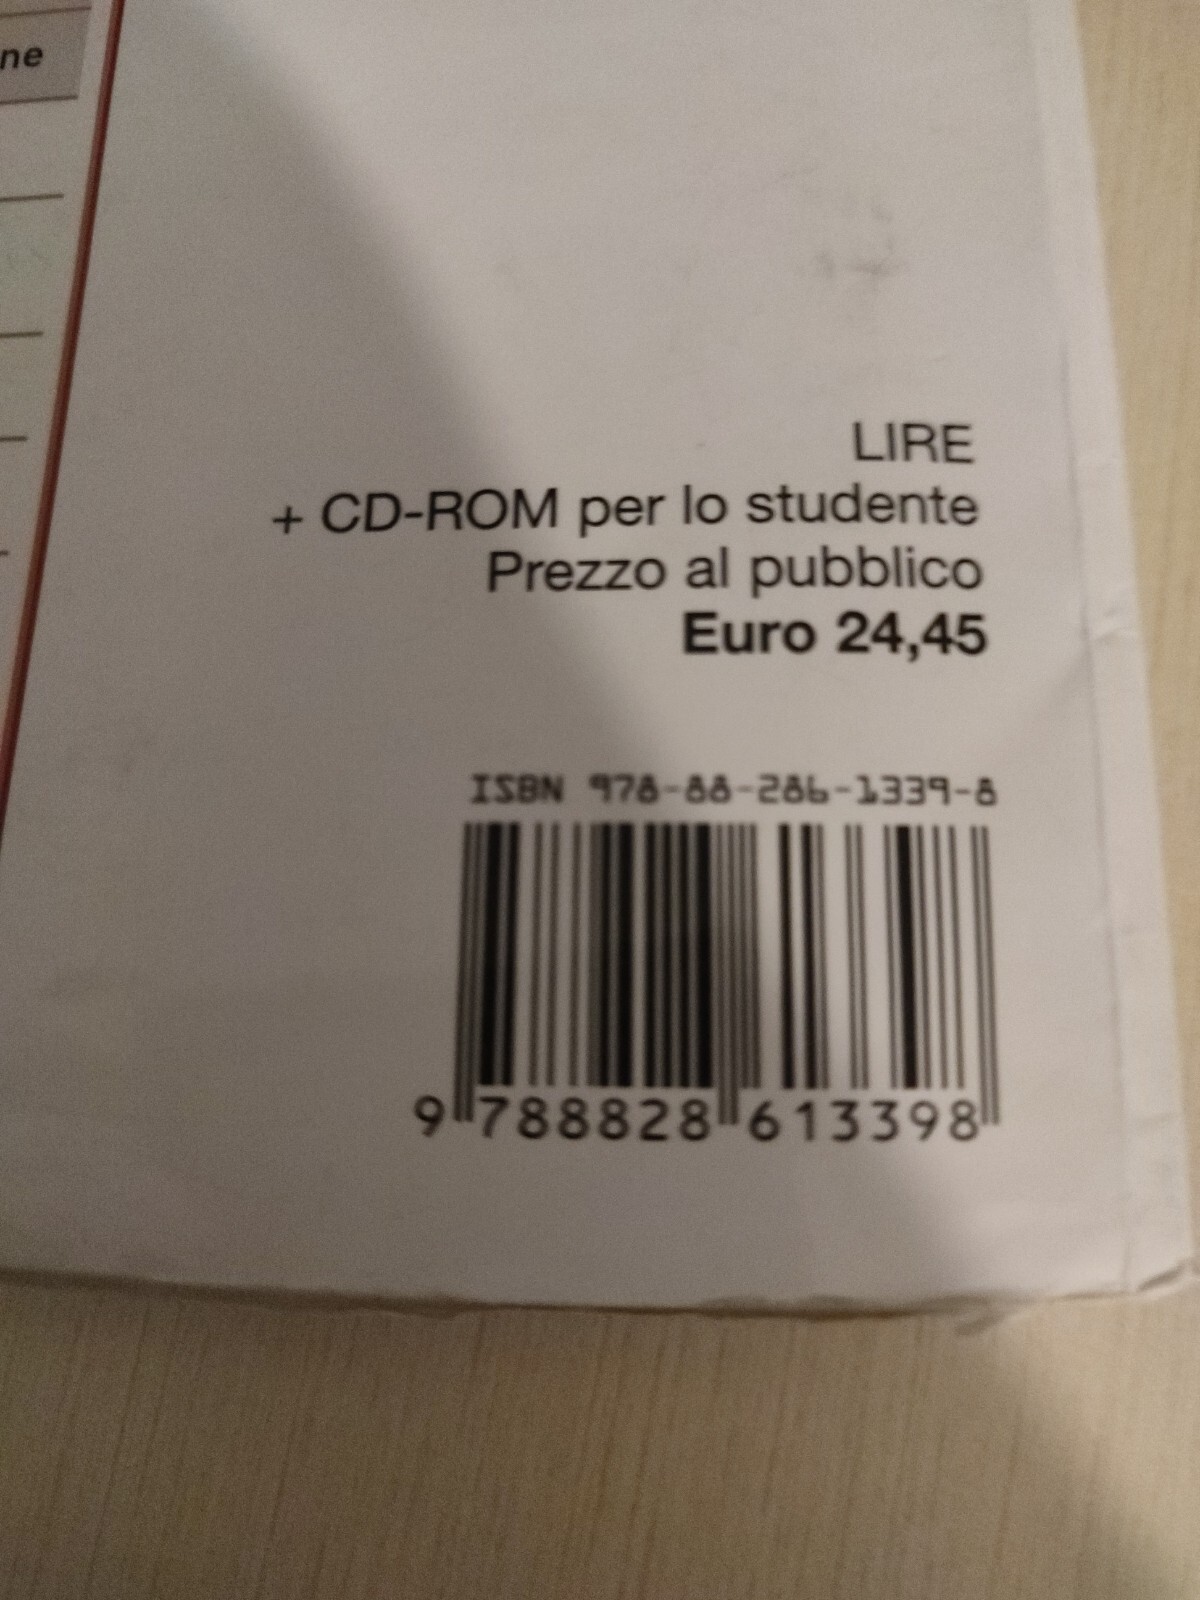 ne
LIRE
+ CD-ROM per lo studente
Prezzo al pubblico
Euro 24,45
ISBN 978-88-286-1339-8
9 788828 613398